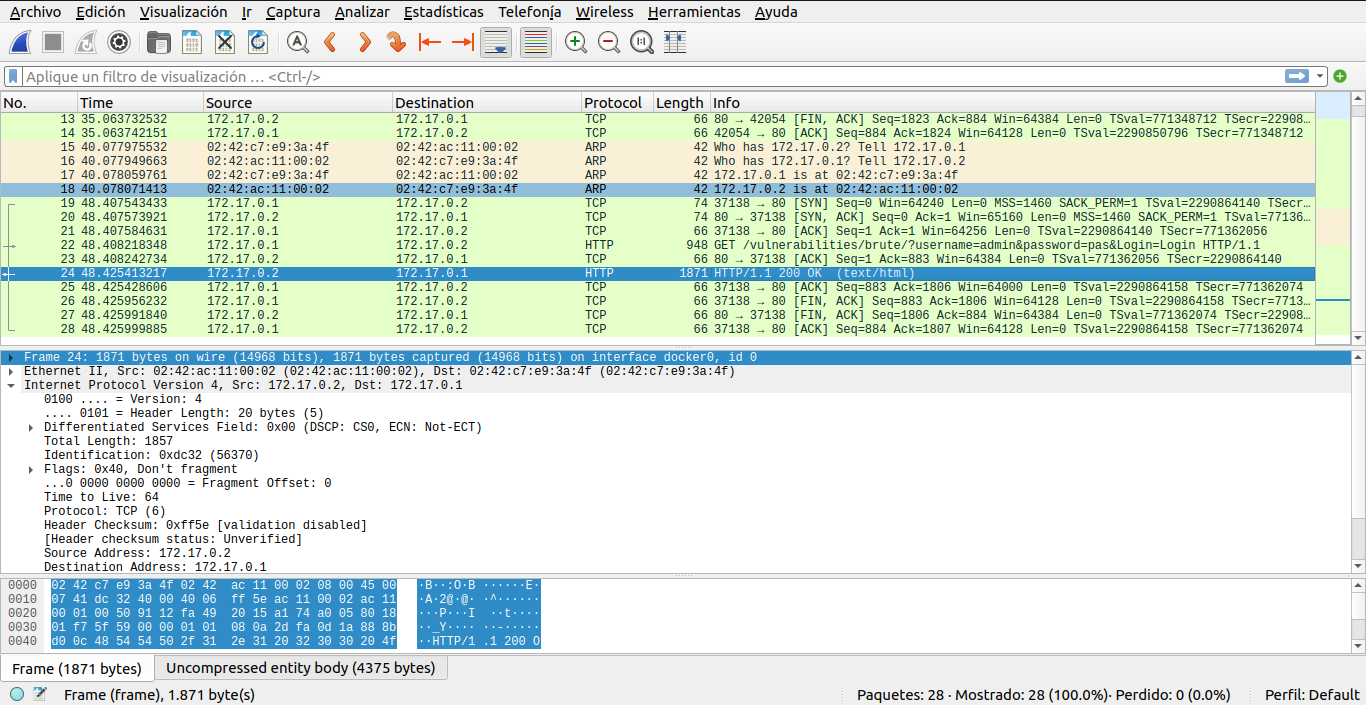 Archivo Edición Visualización Ir Captura Analizar Estadísticas Telefonía Wireless Herramientas Ayuda
Aplique un filtro de visualización … <Ctrl-/>
No. Time Source Destination Protocol Length Info
13 35.063732532 172.17.0.2 172.17.0.1 TCP 66 80 → 42054 [FIN, ACK] Seq=1823 Ack=884 Win=64384 Len=0 TSval=771348712 TSecr=22908…
14 35.063742151 172.17.0.1 172.17.0.2 TCP 66 42054 → 80 [ACK] Seq=884 Ack=1824 Win=64128 Len=0 TSval=2290850796 TSecr=771348712
15 40.077975532 02:42:c7:e9:3a:4f 02:42:ac:11:00:02 ARP 42 Who has 172.17.0.2? Tell 172.17.0.1
16 40.077949663 02:42:ac:11:00:02 02:42:c7:e9:3a:4f ARP 42 Who has 172.17.0.1? Tell 172.17.0.2
17 40.078059761 02:42:c7:e9:3a:4f 02:42:ac:11:00:02 ARP 42 172.17.0.1 is at 02:42:c7:e9:3a:4f
18 40.078071413 02:42:ac:11:00:02 02:42:c7:e9:3a:4f ARP 42 172.17.0.2 is at 02:42:ac:11:00:02
19 48.407543433 172.17.0.1 172.17.0.2 TCP 74 37138 → 80 [SYN] Seq=0 Win=64240 Len=0 MSS=1460 SACK_PERM=1 TSval=2290864140 TSecr…
20 48.407573921 172.17.0.2 172.17.0.1 TCP 74 80 → 37138 [SYN, ACK] Seq=0 Ack=1 Win=65160 Len=0 MSS=1460 SACK_PERM=1 TSval=77136…
21 48.407584631 172.17.0.1 172.17.0.2 TCP 66 37138 → 80 [ACK] Seq=1 Ack=1 Win=64256 Len=0 TSval=2290864140 TSecr=771362056
22 48.408218348 172.17.0.1 172.17.0.2 HTTP 948 GET /vulnerabilities/brute/?username=admin&password=pas&Login=Login HTTP/1.1
23 48.408242734 172.17.0.2 172.17.0.1 TCP 66 80 → 37138 [ACK] Seq=1 Ack=883 Win=64384 Len=0 TSval=771362056 TSecr=2290864140
24 48.425413217 172.17.0.2 172.17.0.1 HTTP 1871 HTTP/1.1 200 OK (text/html)
25 48.425428606 172.17.0.1 172.17.0.2 TCP 66 37138 → 80 [ACK] Seq=883 Ack=1806 Win=64000 Len=0 TSval=2290864158 TSecr=771362074
26 48.425956232 172.17.0.1 172.17.0.2 TCP 66 37138 → 80 [FIN, ACK] Seq=883 Ack=1806 Win=64128 Len=0 TSval=2290864158 TSecr=7713…
27 48.425991840 172.17.0.2 172.17.0.1 TCP 66 80 → 37138 [FIN, ACK] Seq=1806 Ack=884 Win=64384 Len=0 TSval=771362074 TSecr=22908…
28 48.425999885 172.17.0.1 172.17.0.2 TCP 66 37138 → 80 [ACK] Seq=884 Ack=1807 Win=64128 Len=0 TSval=2290864158 TSecr=771362074
Frame 24: 1871 bytes on wire (14968 bits), 1871 bytes captured (14968 bits) on interface docker0, id 0
Ethernet II, Src: 02:42:ac:11:00:02 (02:42:ac:11:00:02), Dst: 02:42:c7:e9:3a:4f (02:42:c7:e9:3a:4f)
Internet Protocol Version 4, Src: 172.17.0.2, Dst: 172.17.0.1
0100 .... = Version: 4
.... 0101 = Header Length: 20 bytes (5)
Differentiated Services Field: 0x00 (DSCP: CS0, ECN: Not-ECT)
Total Length: 1857
Identification: 0xdc32 (56370)
Flags: 0x40, Don't fragment
...0 0000 0000 0000 = Fragment Offset: 0
Time to Live: 64
Protocol: TCP (6)
Header Checksum: 0xff5e [validation disabled]
[Header checksum status: Unverified]
Source Address: 172.17.0.2
Destination Address: 172.17.0.1
0000 02 42 c7 e9 3a 4f 02 42 ac 11 00 02 08 00 45 00 ·B··:O·B ······E·
0010 07 41 dc 32 40 00 40 06 ff 5e ac 11 00 02 ac 11 ·A·2@·@· ·^······
0020 00 01 00 50 91 12 fa 49 20 15 a1 74 a0 05 80 18 ···P···I ··t····
0030 01 f7 5f 59 00 00 01 01 08 0a 2d fa 0d 1a 88 8b ··_Y···· ··-·····
0040 d0 0c 48 54 54 50 2f 31 2e 31 20 32 30 30 20 4f ··HTTP/1 .1 200 O
Frame (1871 bytes) Uncompressed entity body (4375 bytes)
Frame (frame), 1.871 byte(s) Paquetes: 28 · Mostrado: 28 (100.0%)· Perdido: 0 (0.0%) Perfil: Default